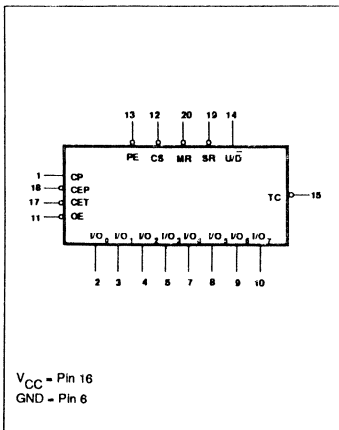 13 12 20 19 14
PE CS MR SR U/D̅
1 CP
18 CEP
17 CET
11 OE
TC 15
I/O0 I/O1 I/O2 I/O3 I/O4 I/O5 I/O6 I/O7
2 3 4 5 7 8 9 10
VCC = Pin 16
GND = Pin 6